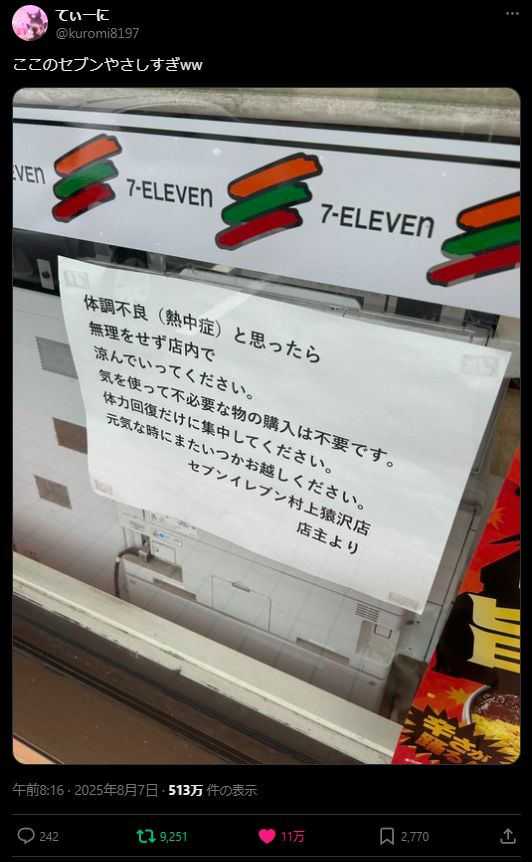 てぃーに
@kuromi8197
ここのセブンやさしすぎww
7-ELEVEn
7-ELEVEn
体調不良（熱中症）と思ったら
無理をせず店内で
涼んでいってください。
気を使って不必要な物の購入は不要です。
体力回復だけに集中してください。
元気な時にまたいつかお越しください。
セブンイレブン村上猿沢店
店主より
旨
辛さが
午前8:16 · 2025年8月7日 · 513万 件の表示
242
9,251
11万
2,770